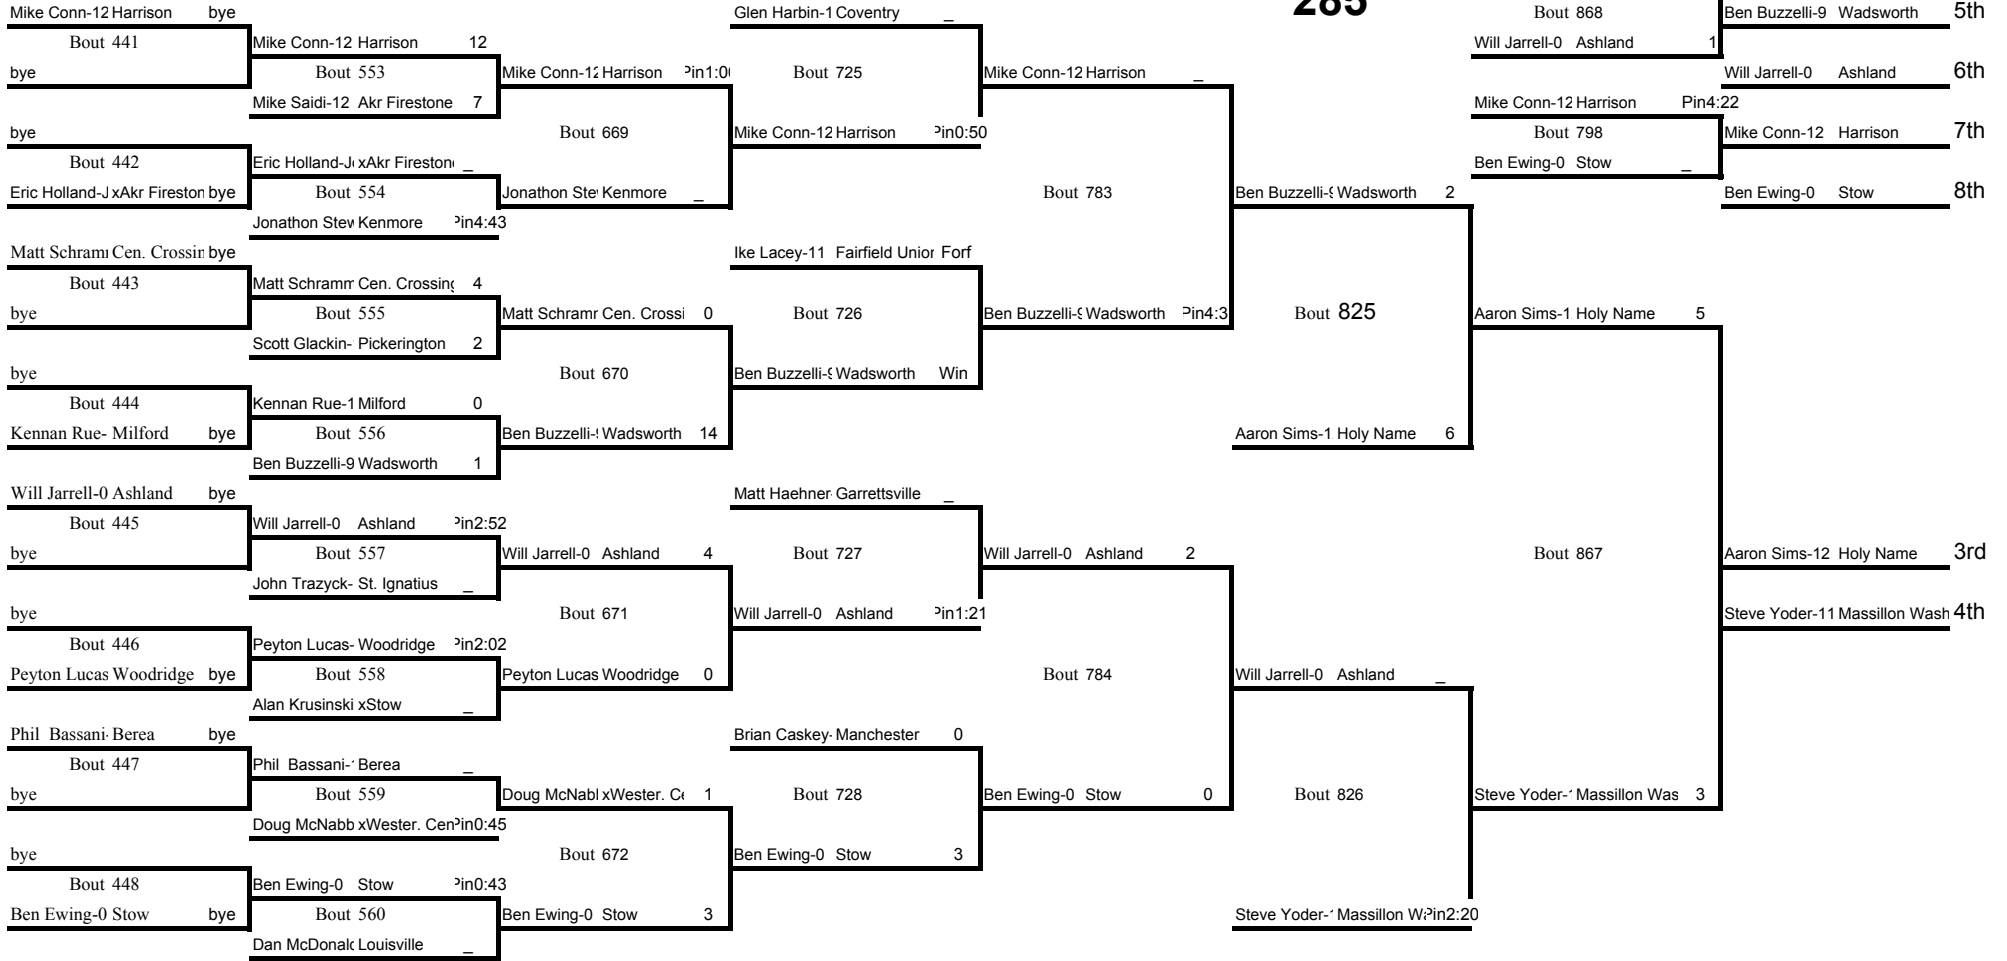 285
Mike Conn-12 Harrison bye
Bout 441
bye
bye
Bout 442
Eric Holland-J xAkr Fireston bye
Matt Schram Cen. Crossin bye
Bout 443
bye
bye
Bout 444
Kennan Rue- Milford bye
Will Jarrell-0 Ashland bye
Bout 445
bye
bye
Bout 446
Peyton Lucas Woodridge bye
Phil Bassani- Berea bye
Bout 447
bye
bye
Bout 448
Ben Ewing-0 Stow bye
Mike Conn-12 Harrison 12
Bout 553
Mike Saidi-12 Akr Firestone 7
Eric Holland-J xAkr Fireston _
Bout 554
Jonathon Stew Kenmore Pin4:43
Matt Schramm Cen. Crossing 4
Bout 555
Scott Glackin- Pickerington 2
Kennan Rue-1 Milford 0
Bout 556
Ben Buzzelli-9 Wadsworth 1
Will Jarrell-0 Ashland Pin2:52
Bout 557
John Trazyck- St. Ignatius _
Peyton Lucas- Woodridge Pin2:02
Bout 558
Alan Krusinski xStow _
Phil Bassani- Berea _
Bout 559
Doug McNabb xWester. Cen Pin0:45
Ben Ewing-0 Stow Pin0:43
Bout 560
Dan McDonald Louisville _
Mike Conn-12 Harrison Pin1:00
Bout 669
Jonathon Ste Kenmore _
Matt Schram Cen. Crossi 0
Bout 670
Ben Buzzelli- Wadsworth 14
Will Jarrell-0 Ashland 4
Bout 671
Peyton Lucas Woodridge 0
Doug McNab xWester. Ce 1
Bout 672
Ben Ewing-0 Stow 3
Glen Harbin-1 Coventry _
Bout 725
Mike Conn-12 Harrison Pin0:50
Ike Lacey-11 Fairfield Union Forf
Bout 726
Ben Buzzelli-9 Wadsworth Win
Matt Haehner- Garrettsville _
Bout 727
Will Jarrell-0 Ashland Pin1:21
Brian Caskey- Manchester 0
Bout 728
Ben Ewing-0 Stow 3
Mike Conn-12 Harrison _
Bout 783
Ben Buzzelli-9 Wadsworth Pin4:3
Will Jarrell-0 Ashland 2
Bout 784
Ben Ewing-0 Stow 0
Ben Buzzelli-9 Wadsworth 2
Bout 825
Aaron Sims-1 Holy Name 6
Will Jarrell-0 Ashland _
Bout 826
Steve Yoder-1 Massillon W Pin2:20
Bout 868
Will Jarrell-0 Ashland 1
Mike Conn-12 Harrison Pin4:22
Bout 798
Ben Ewing-0 Stow _
Aaron Sims-1 Holy Name 5
Bout 867
Steve Yoder-1 Massillon Was 3
Ben Buzzelli-9 Wadsworth 5th
Will Jarrell-0 Ashland 6th
Mike Conn-12 Harrison 7th
Ben Ewing-0 Stow 8th
Aaron Sims-12 Holy Name 3rd
Steve Yoder-11 Massillon Wash 4th